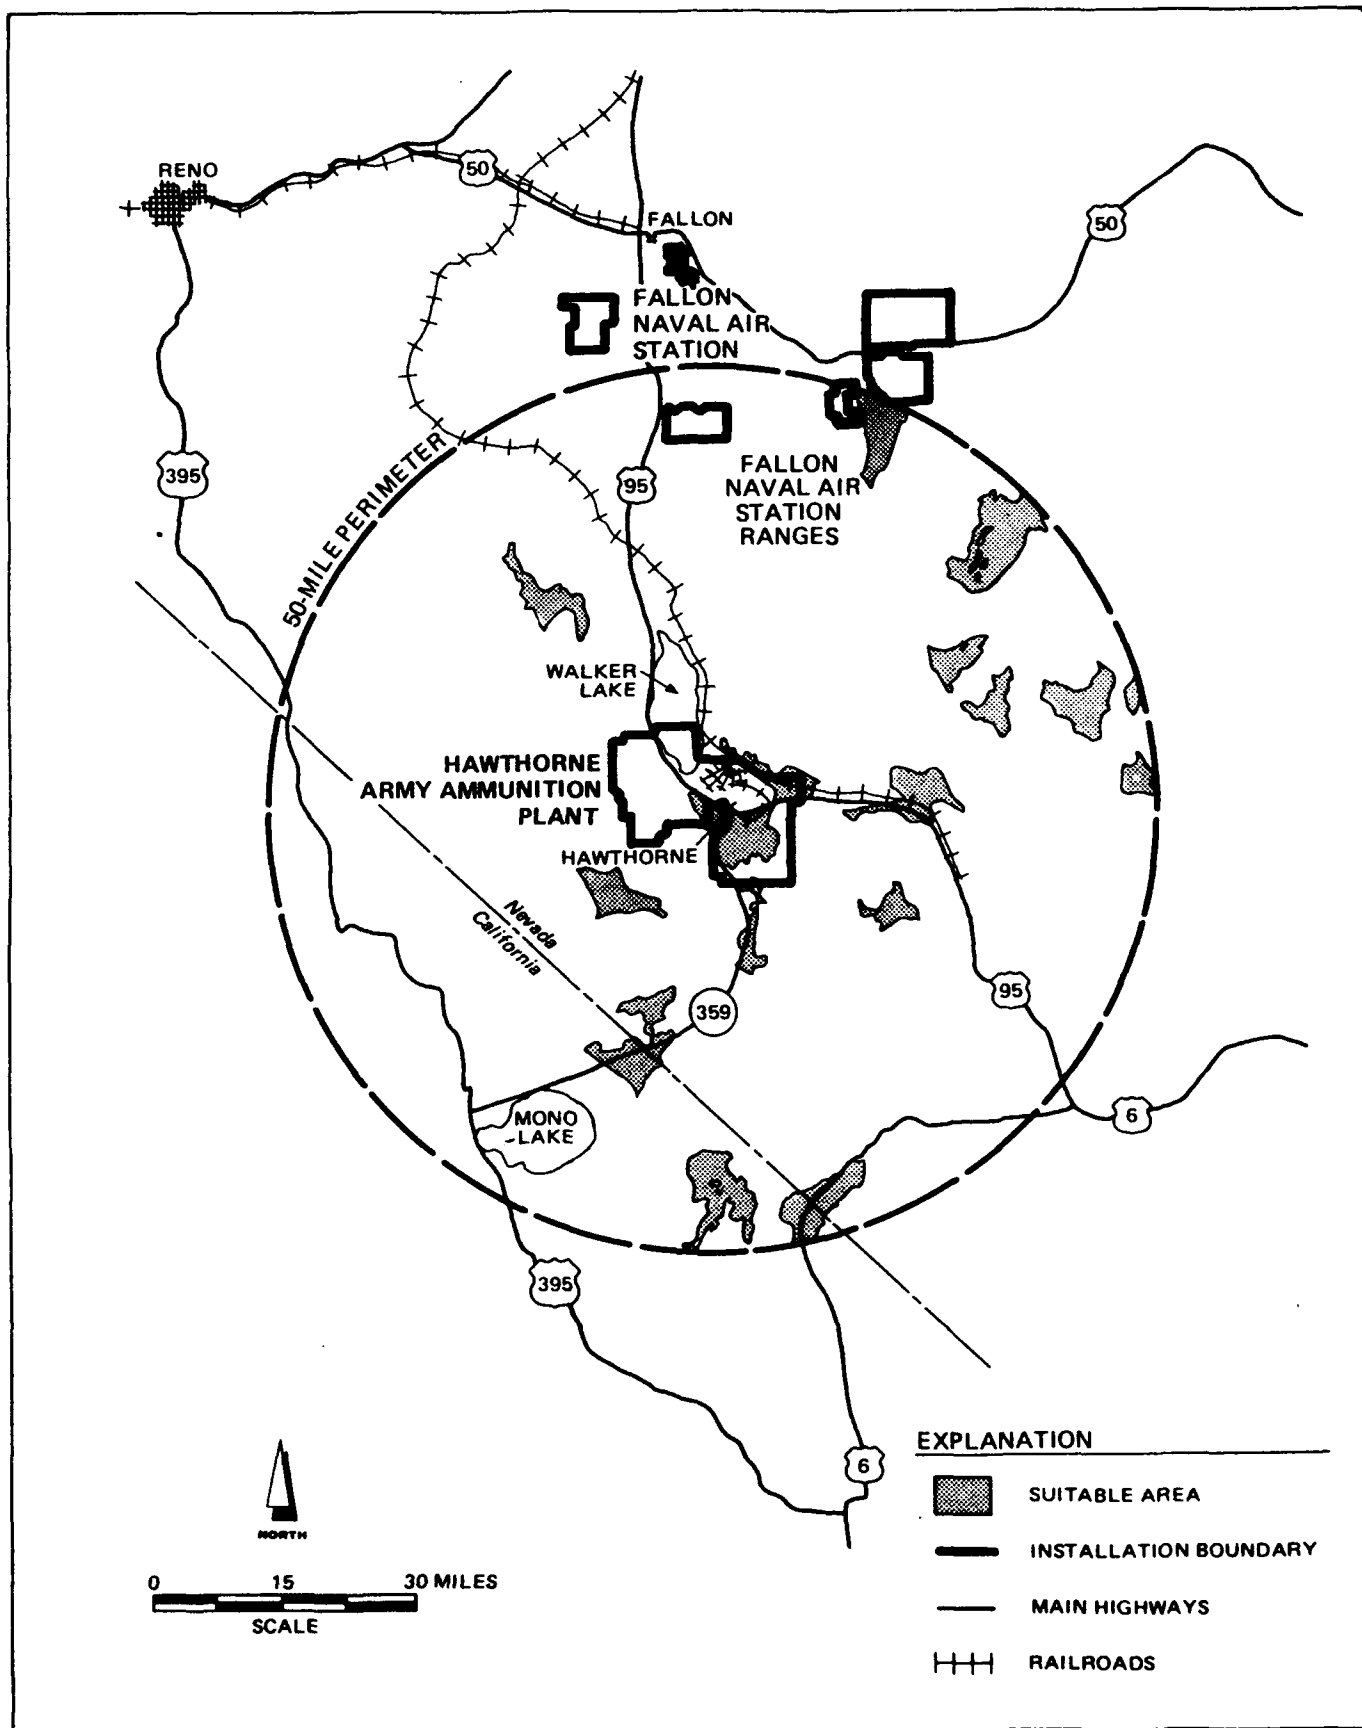 RENO
50
FALLON
50
FALLON
NAVAL AIR
STATION
395
50-MILE PERIMETER
95
FALLON
NAVAL AIR
STATION
RANGES
WALKER
LAKE
HAWTHORNE
ARMY AMMUNITION
PLANT
HAWTHORNE
Nevada
California
359
95
MONO
LAKE
6
395
6
NORTH
0 15 30 MILES
SCALE
EXPLANATION
SUITABLE AREA
INSTALLATION BOUNDARY
MAIN HIGHWAYS
RAILROADS